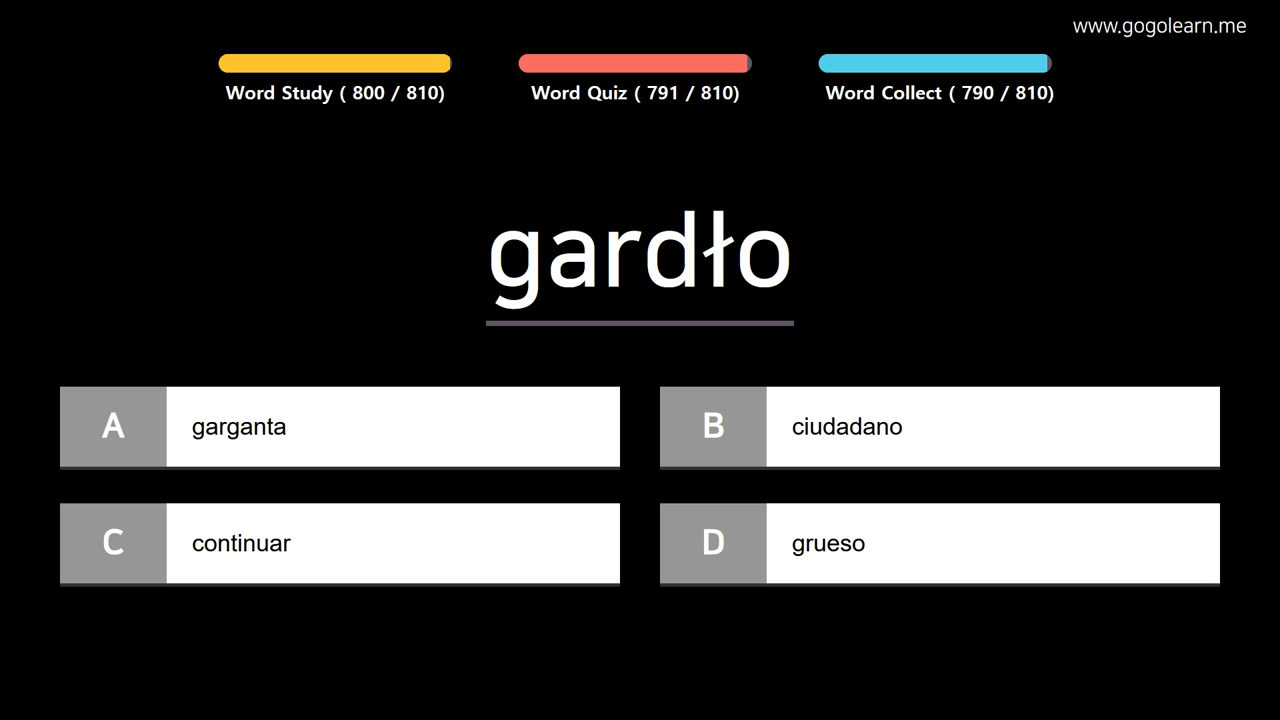 www.gogolearn.me
Word Study ( 800 / 810)
Word Quiz ( 791 / 810)
Word Collect ( 790 / 810)
gardło
A garganta
B ciudadano
C continuar
D grueso